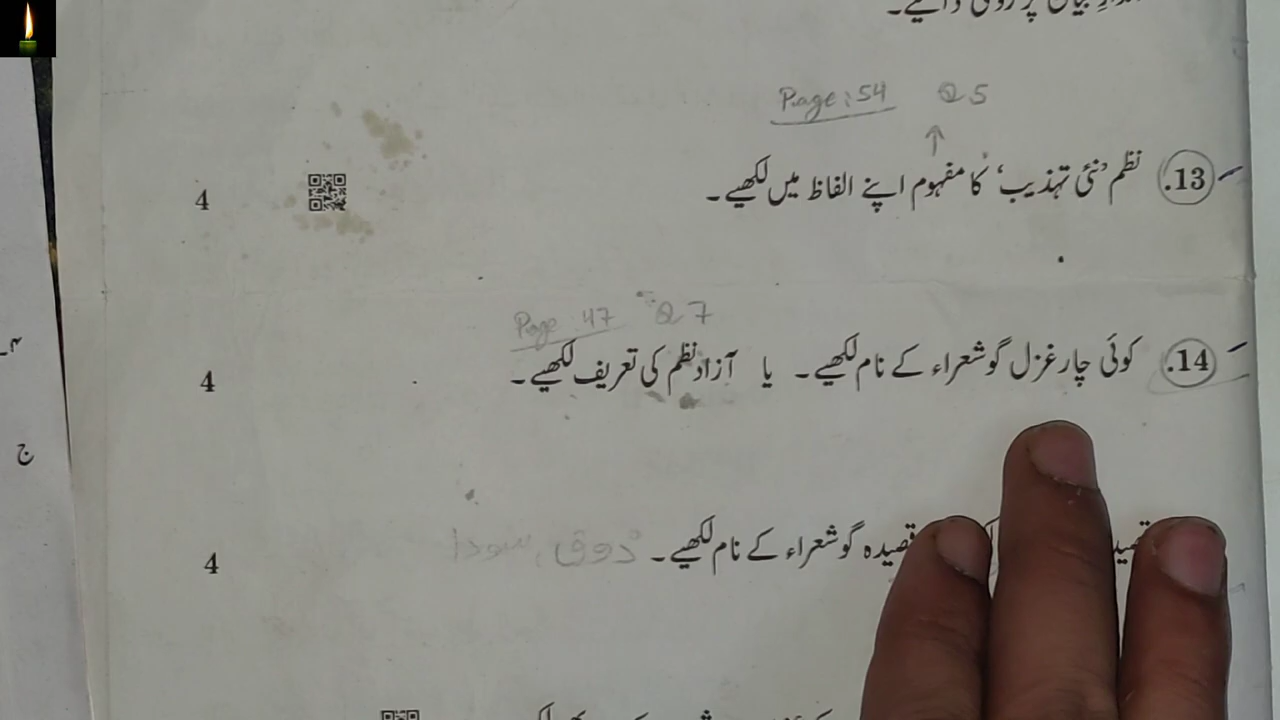 Page : 54 Q 5
13. نظم ’نئی تہذیب‘ کا مفہوم اپنے الفاظ میں لکھیے۔ 4
Page : 47 Q 7
14. کوئی چار غزل گو شعراء کے نام لکھیے۔ یا آزاد نظم کی تعریف لکھیے۔ 4
قصیدہ گو شعراء کے نام لکھیے۔ ذوق، سودا 4
ج